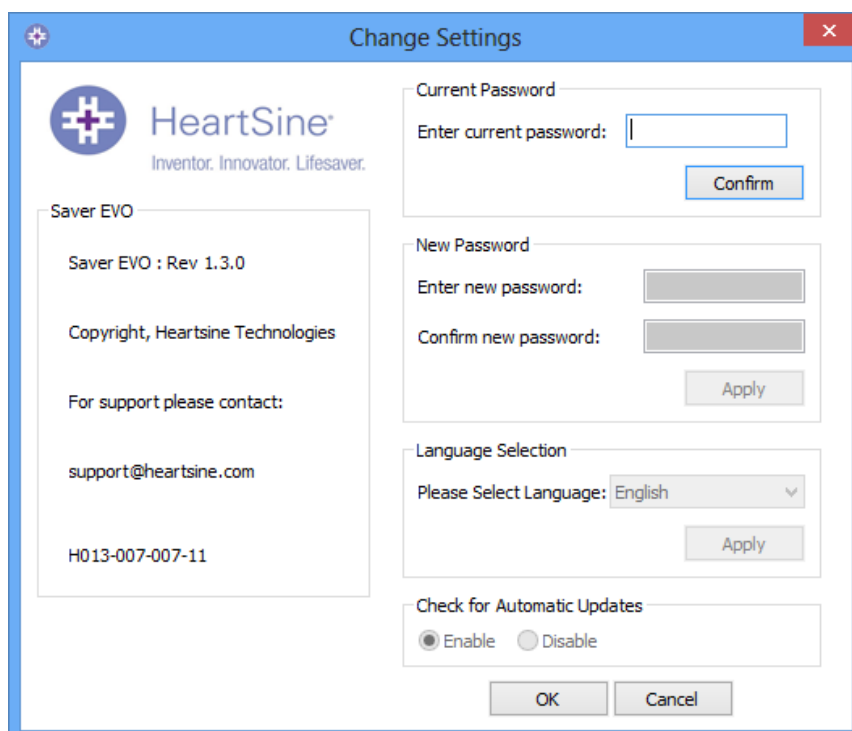 Change Settings
HeartSine
Inventor. Innovator. Lifesaver.
Saver EVO
Saver EVO : Rev 1.3.0
Copyright, Heartsine Technologies
For support please contact:
support@heartsine.com
H013-007-007-11
Current Password
Enter current password:
Confirm
New Password
Enter new password:
Confirm new password:
Apply
Language Selection
Please Select Language: English
Apply
Check for Automatic Updates
Enable Disable
OK Cancel